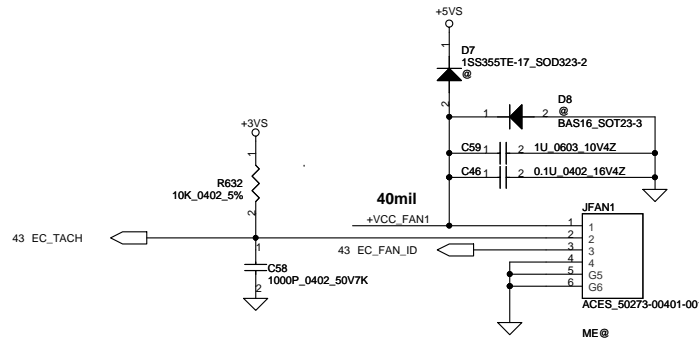 +5VS
1
D7
1SS355TE-17_SOD323-2
@
2
D8
@
1 2
BAS16_SOT23-3
C59 1 2 1U_0603_10V4Z
C46 1 2 0.1U_0402_16V4Z
+3VS
1
R632
10K_0402_5%
2
40mil
+VCC_FAN1
JFAN1
1 1
2 2
3 3
4 4
5 G5
6 G6
43 EC_TACH
43 EC_FAN_ID
1
C58
1000P_0402_50V7K
2
ACES_50273-00401-001
ME@